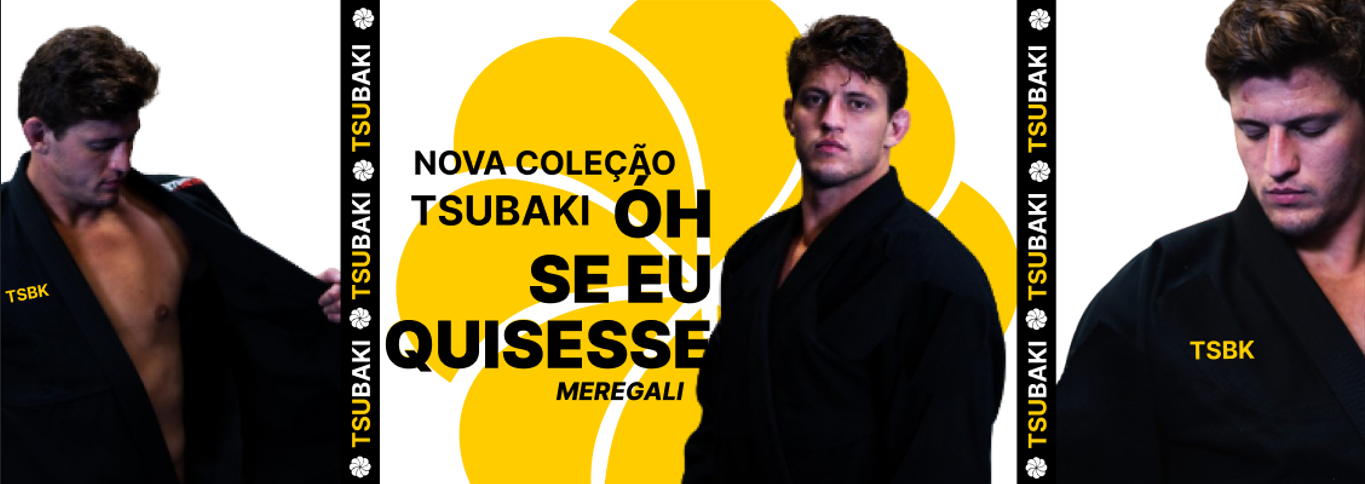 TSBK
TSUBAKI
TSUBAKI
TSUBAKI
NOVA COLEÇÃO
TSUBAKI
ÓH
SE EU
QUISESSE
MEREGALI
TSUBAKI
TSUBAKI
TSUBAKI
TSBK